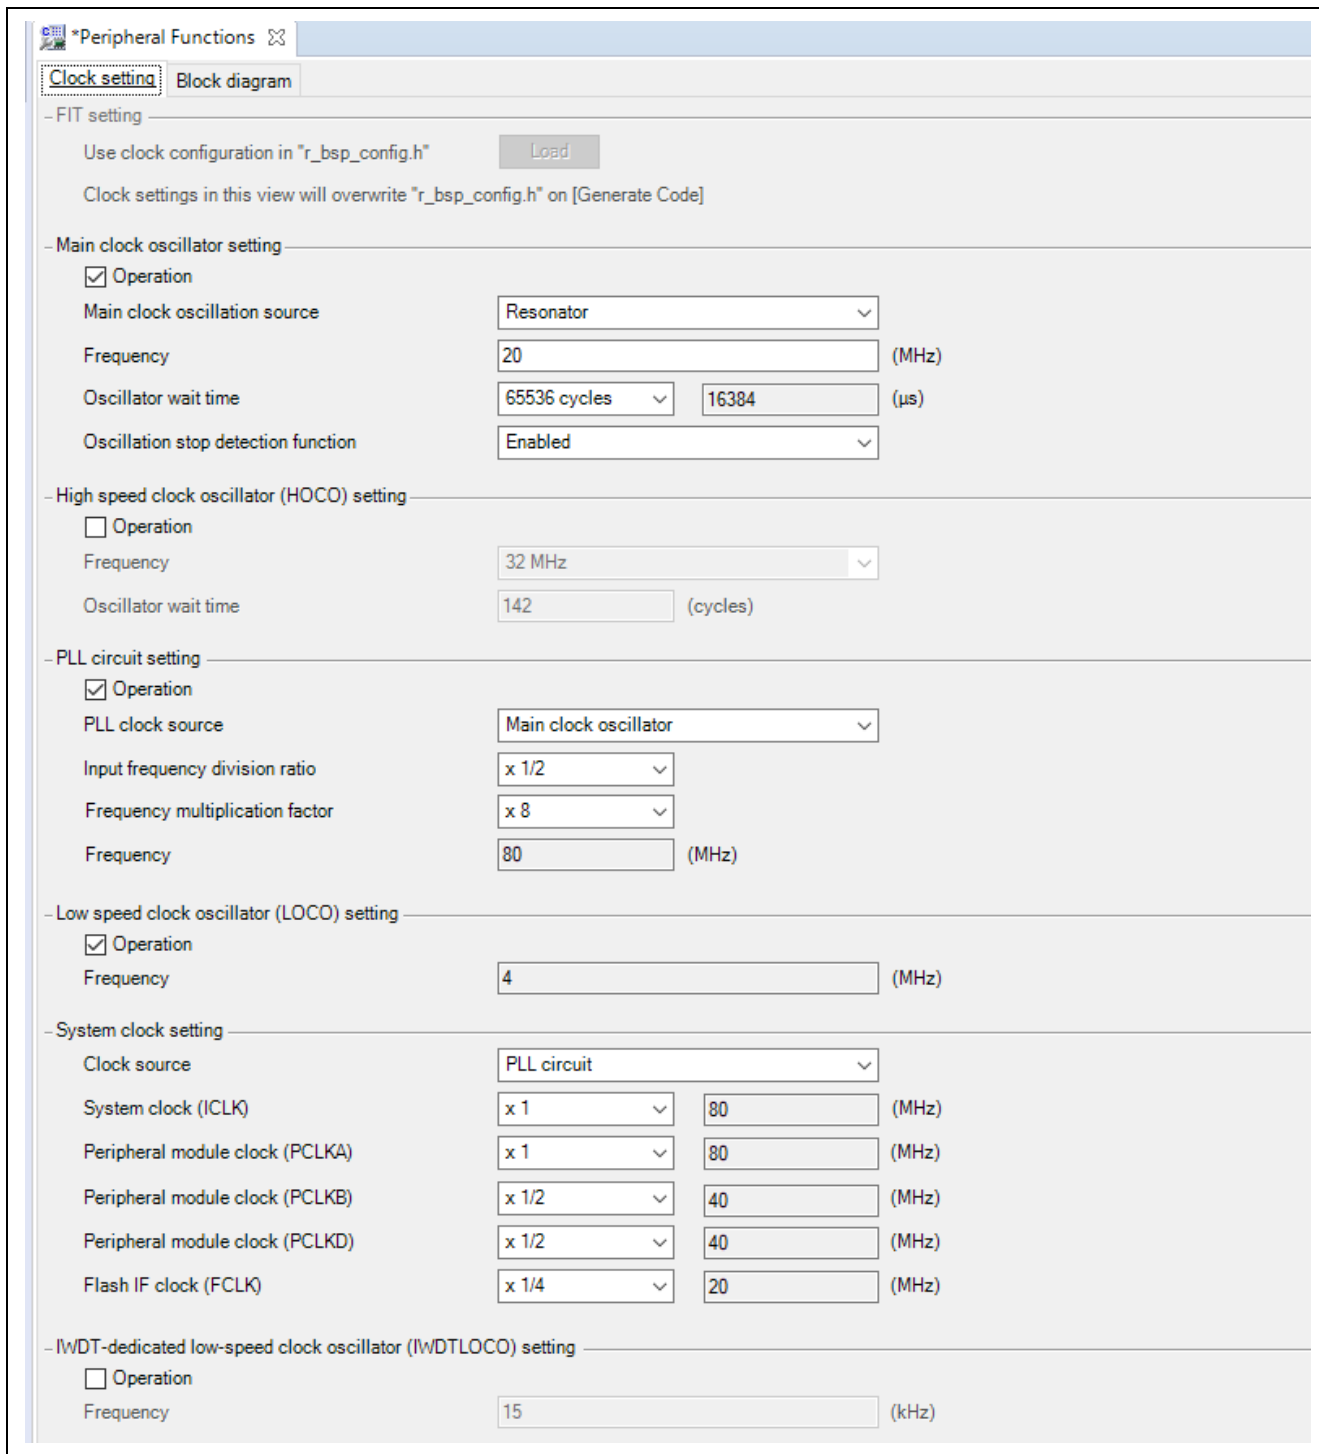 *Peripheral Functions
Clock setting Block diagram
FIT setting
Use clock configuration in "r_bsp_config.h" Load
Clock settings in this view will overwrite "r_bsp_config.h" on [Generate Code]
Main clock oscillator setting
Operation
Main clock oscillation source Resonator
Frequency 20 (MHz)
Oscillator wait time 65536 cycles 16384 (µs)
Oscillation stop detection function Enabled
High speed clock oscillator (HOCO) setting
Operation
Frequency 32 MHz
Oscillator wait time 142 (cycles)
PLL circuit setting
Operation
PLL clock source Main clock oscillator
Input frequency division ratio x 1/2
Frequency multiplication factor x 8
Frequency 80 (MHz)
Low speed clock oscillator (LOCO) setting
Operation
Frequency 4 (MHz)
System clock setting
Clock source PLL circuit
System clock (ICLK) x 1 80 (MHz)
Peripheral module clock (PCLKA) x 1 80 (MHz)
Peripheral module clock (PCLKB) x 1/2 40 (MHz)
Peripheral module clock (PCLKD) x 1/2 40 (MHz)
Flash IF clock (FCLK) x 1/4 20 (MHz)
IWDT-dedicated low-speed clock oscillator (IWDTLOCO) setting
Operation
Frequency 15 (kHz)